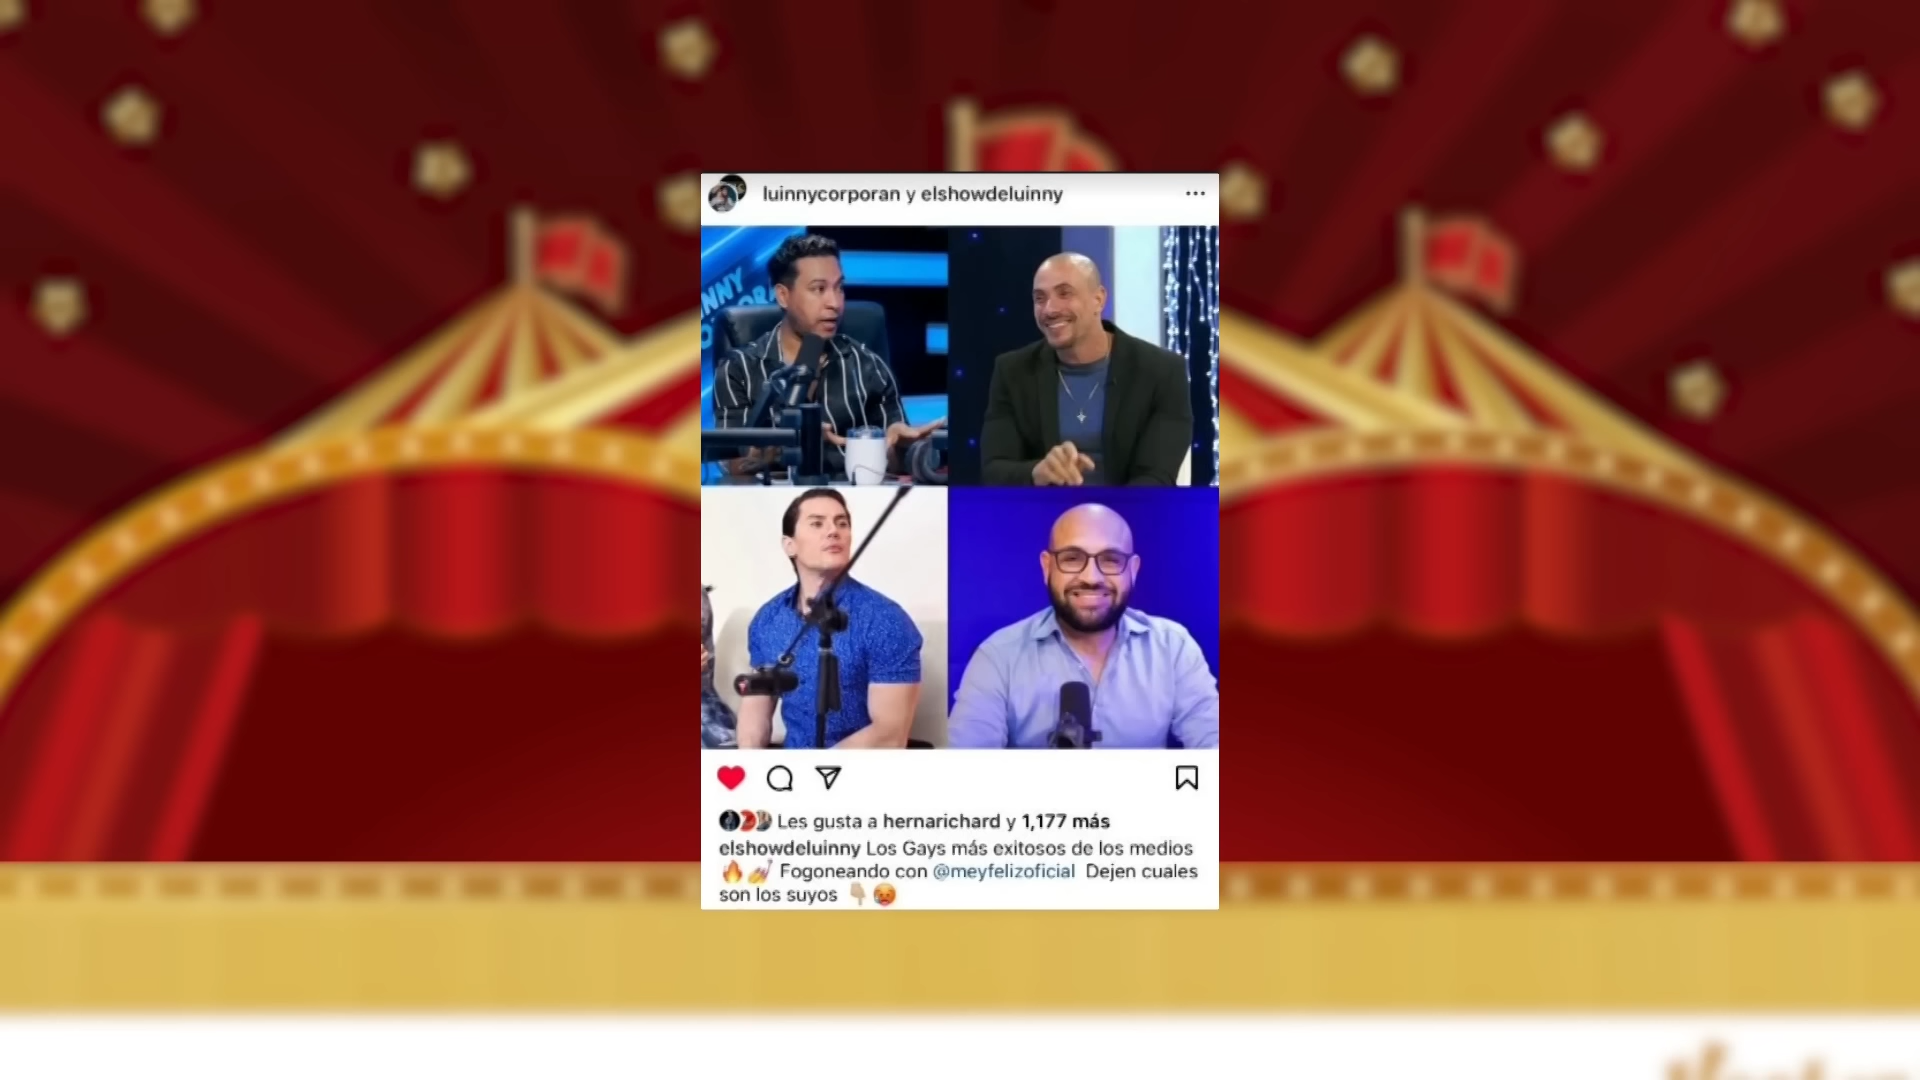 luinnycorporan y elshowdeluinny
NNY
Les gusta a hernarichard y 1,177 más
elshowdeluinny Los Gays más exitosos de los medios
🔥💅🏼 Fogoneando con @meyfelizoficial Dejen cuales
son los suyos 👇🏼🥵